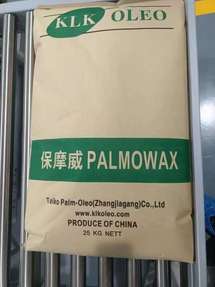 KLK OLEO
保摩威 PALMOWAX
Taiko Palm-Oleo(Zhangjiagang)Co.,Ltd
www.klkoleo.com
PRODUCE OF CHINA
25 KG NETT